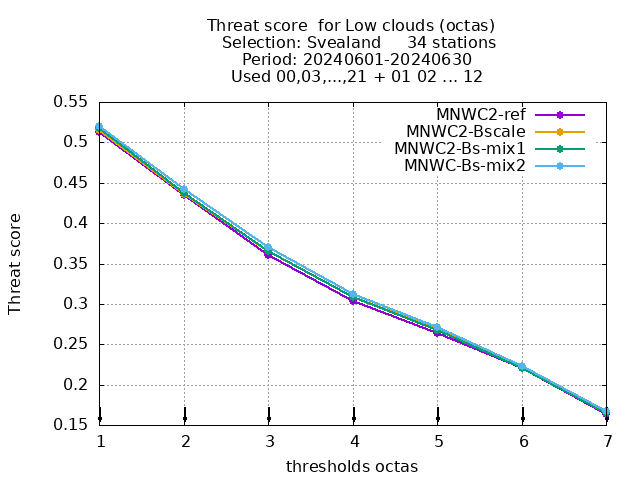 Threat score  for Low clouds (octas)
Selection: Svealand     34 stations
Period: 20240601-20240630
Used 00,03,...,21 + 01 02 ... 12
MNWC2-ref
MNWC2-Bscale
MNWC2-Bs-mix1
MNWC-Bs-mix2
Threat score
0.55
0.5
0.45
0.4
0.35
0.3
0.25
0.2
0.15
1 2 3 4 5 6 7
thresholds octas